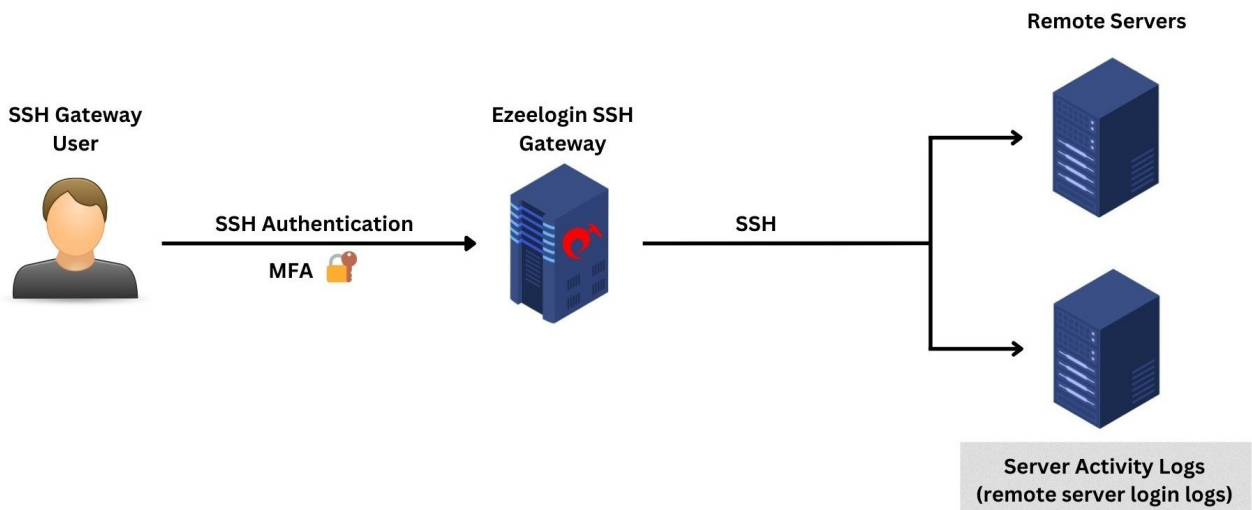 Remote Servers
SSH Gateway
User
Ezeelogin SSH
Gateway
SSH Authentication
MFA
SSH
Server Activity Logs
(remote server login logs)